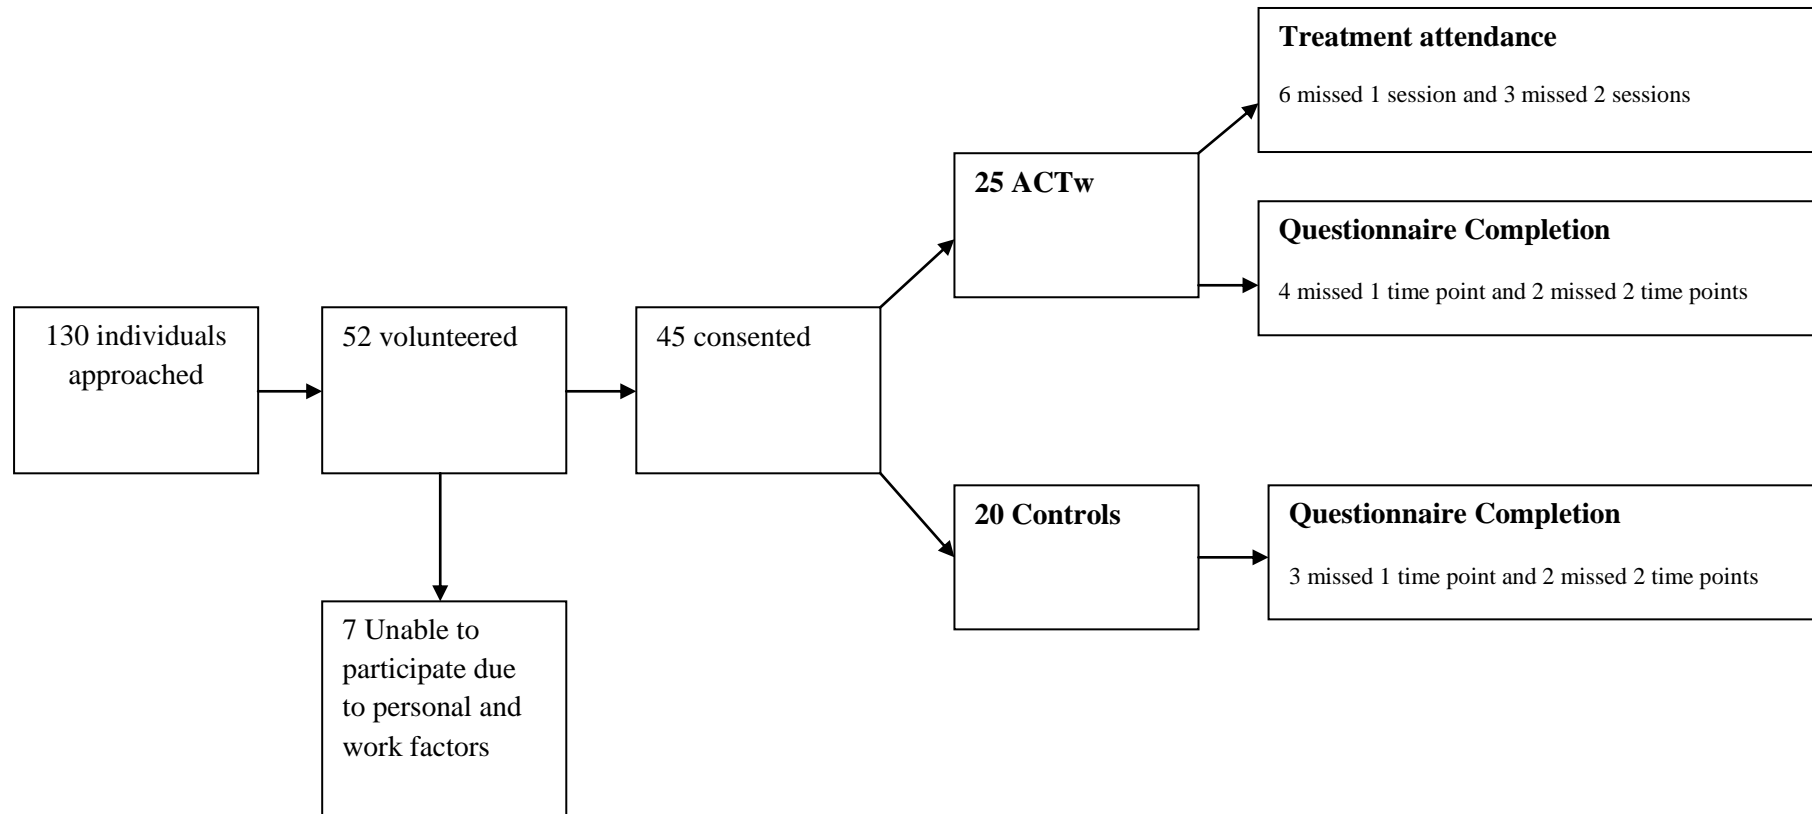 130 individuals
approached
52 volunteered
7 Unable to
participate due
to personal and
work factors
45 consented
25 ACTw
Treatment attendance
6 missed 1 session and 3 missed 2 sessions
Questionnaire Completion
4 missed 1 time point and 2 missed 2 time points
20 Controls
Questionnaire Completion
3 missed 1 time point and 2 missed 2 time points